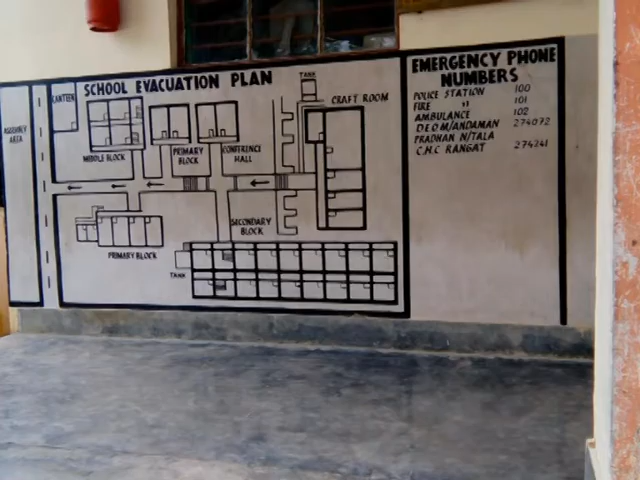 SCHOOL EVACUATION PLAN
CANTEEN
ASSEMBLY
AREA
MIDDLE BLOCK
PRIMARY
BLOCK
CONFERENCE
HALL
TANK
CRAFT ROOM
SECONDARY
BLOCK
PRIMARY BLOCK
TANK
EMERGENCY PHONE
NUMBERS
POLICE STATION 100
FIRE " 101
AMBULANCE 102
DEOM/ANDAMAN 274072
PRADHAN N/TALA
C.H.C RANGAT 274241